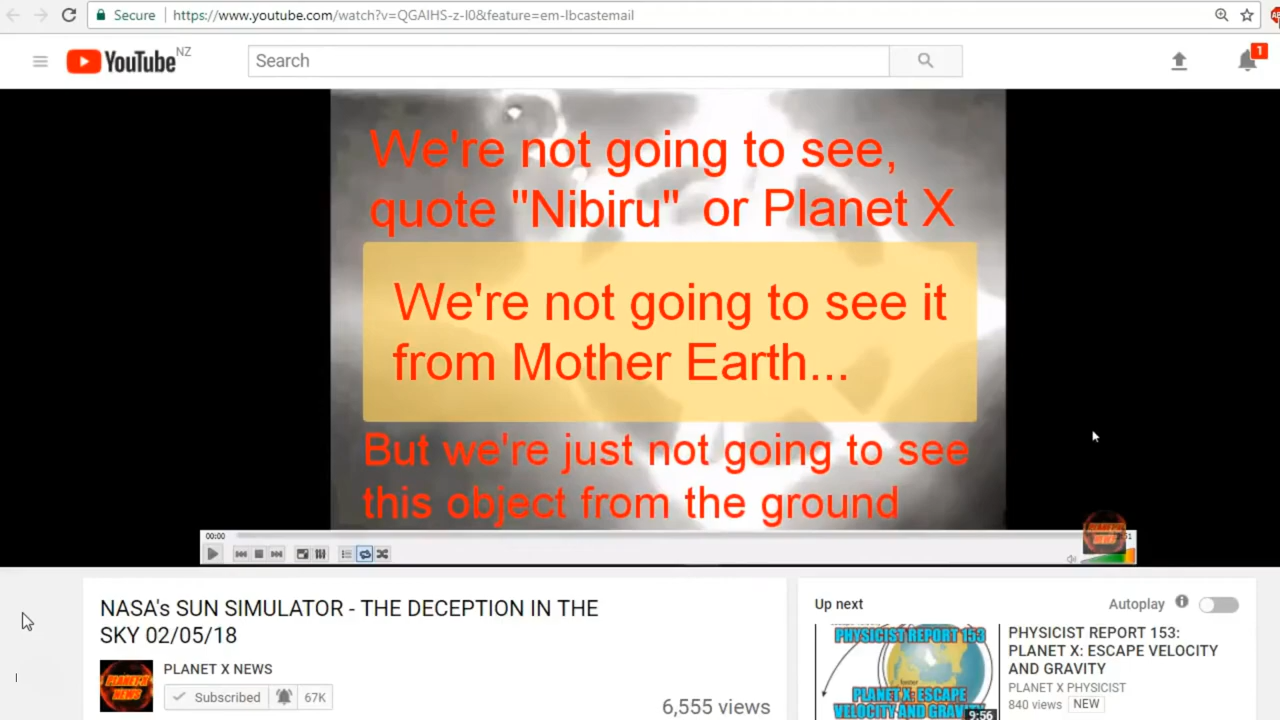 Secure https://www.youtube.com/watch?v=QGAIHS-z-I0&feature=em-lbcastemail
YouTube NZ
Search
1
We're not going to see,
quote "Nibiru" or Planet X
We're not going to see it
from Mother Earth...
But we're just not going to see
this object from the ground
00:00
PLANET X
NEWS
NASA's SUN SIMULATOR - THE DECEPTION IN THE
SKY 02/05/18
PLANET X NEWS
Subscribed 67K
6,555 views
Up next
Autoplay
PHYSICIST REPORT 153
PLANET X: ESCAPE
VELOCITY AND GRAVITY
9:56
PHYSICIST REPORT 153:
PLANET X: ESCAPE VELOCITY
AND GRAVITY
PLANET X PHYSICIST
840 views NEW